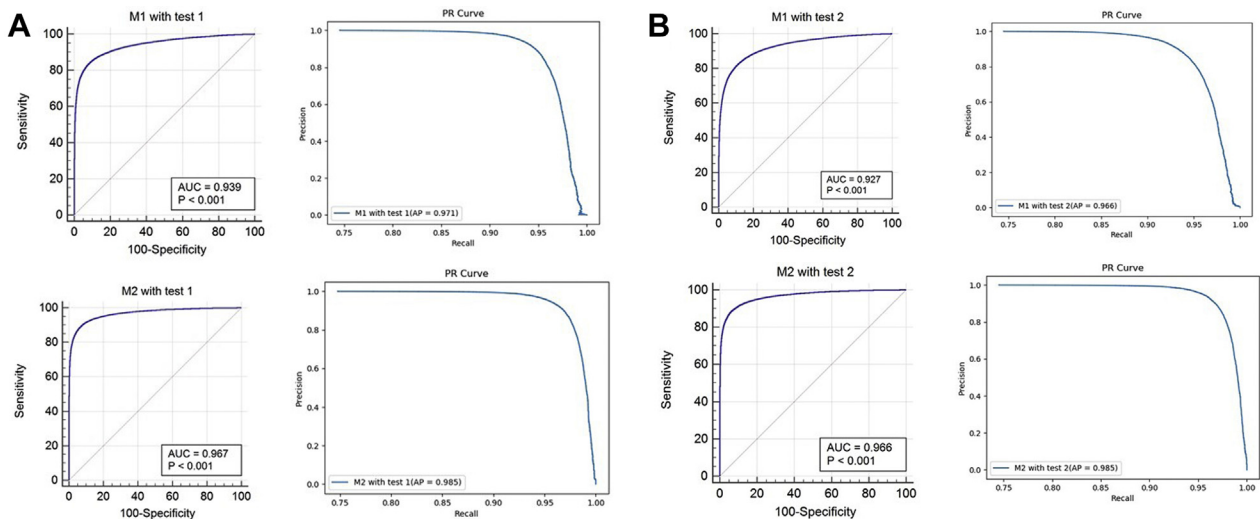 A
M1 with test 1
Sensitivity
100
80
60
40
20
0
AUC = 0.939
P < 0.001
0 20 40 60 80 100
100-Specificity
PR Curve
Precision
1.0
0.8
0.6
0.4
0.2
0.0
M1 with test 1(AP = 0.971)
0.75 0.80 0.85 0.90 0.95 1.00
Recall
M2 with test 1
Sensitivity
100
80
60
40
20
0
AUC = 0.967
P < 0.001
0 20 40 60 80 100
100-Specificity
PR Curve
Precision
1.0
0.8
0.6
0.4
0.2
0.0
M2 with test 1(AP = 0.985)
0.75 0.80 0.85 0.90 0.95 1.00
Recall
B
M1 with test 2
Sensitivity
100
80
60
40
20
0
AUC = 0.927
P < 0.001
0 20 40 60 80 100
100-Specificity
PR Curve
Precision
1.0
0.8
0.6
0.4
0.2
0.0
M1 with test 2(AP = 0.966)
0.75 0.80 0.85 0.90 0.95 1.00
Recall
M2 with test 2
Sensitivity
100
80
60
40
20
0
AUC = 0.966
P < 0.001
0 20 40 60 80 100
100-Specificity
PR Curve
Precision
1.0
0.8
0.6
0.4
0.2
0.0
M2 with test 2(AP = 0.985)
0.75 0.80 0.85 0.90 0.95 1.00
Recall